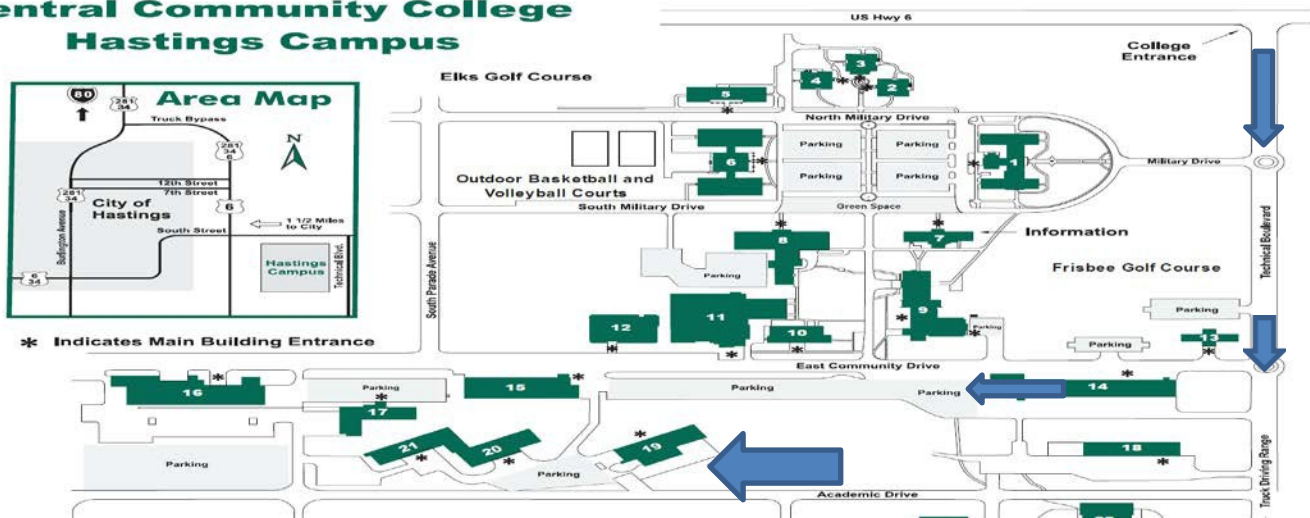 entral Community College
Hastings Campus
US Hwy 6
College
Entrance
Elks Golf Course
3
4
2
5
North Military Drive
80
281
34
Area Map
Truck Bypass
N
281
34
6
12th Street
7th Street
281
34
City of
Hastings
6
1 1/2 Miles
to City
South Street
Burlington Avenue
Hastings
Campus
Technical Blvd.
6
34
Parking
Parking
6
1
Military Drive
Parking
Parking
Outdoor Basketball and
Volleyball Courts
South Military Drive
Green Space
8
7
Information
South Parade Avenue
Technical Boulevard
Parking
Frisbee Golf Course
9
11
12
10
Parking
Parking
Parking
13
* Indicates Main Building Entrance
East Community Drive
16
Parking
15
Parking
Parking
14
17
21
20
19
18
Parking
Parking
Academic Drive
Truck Driving Range